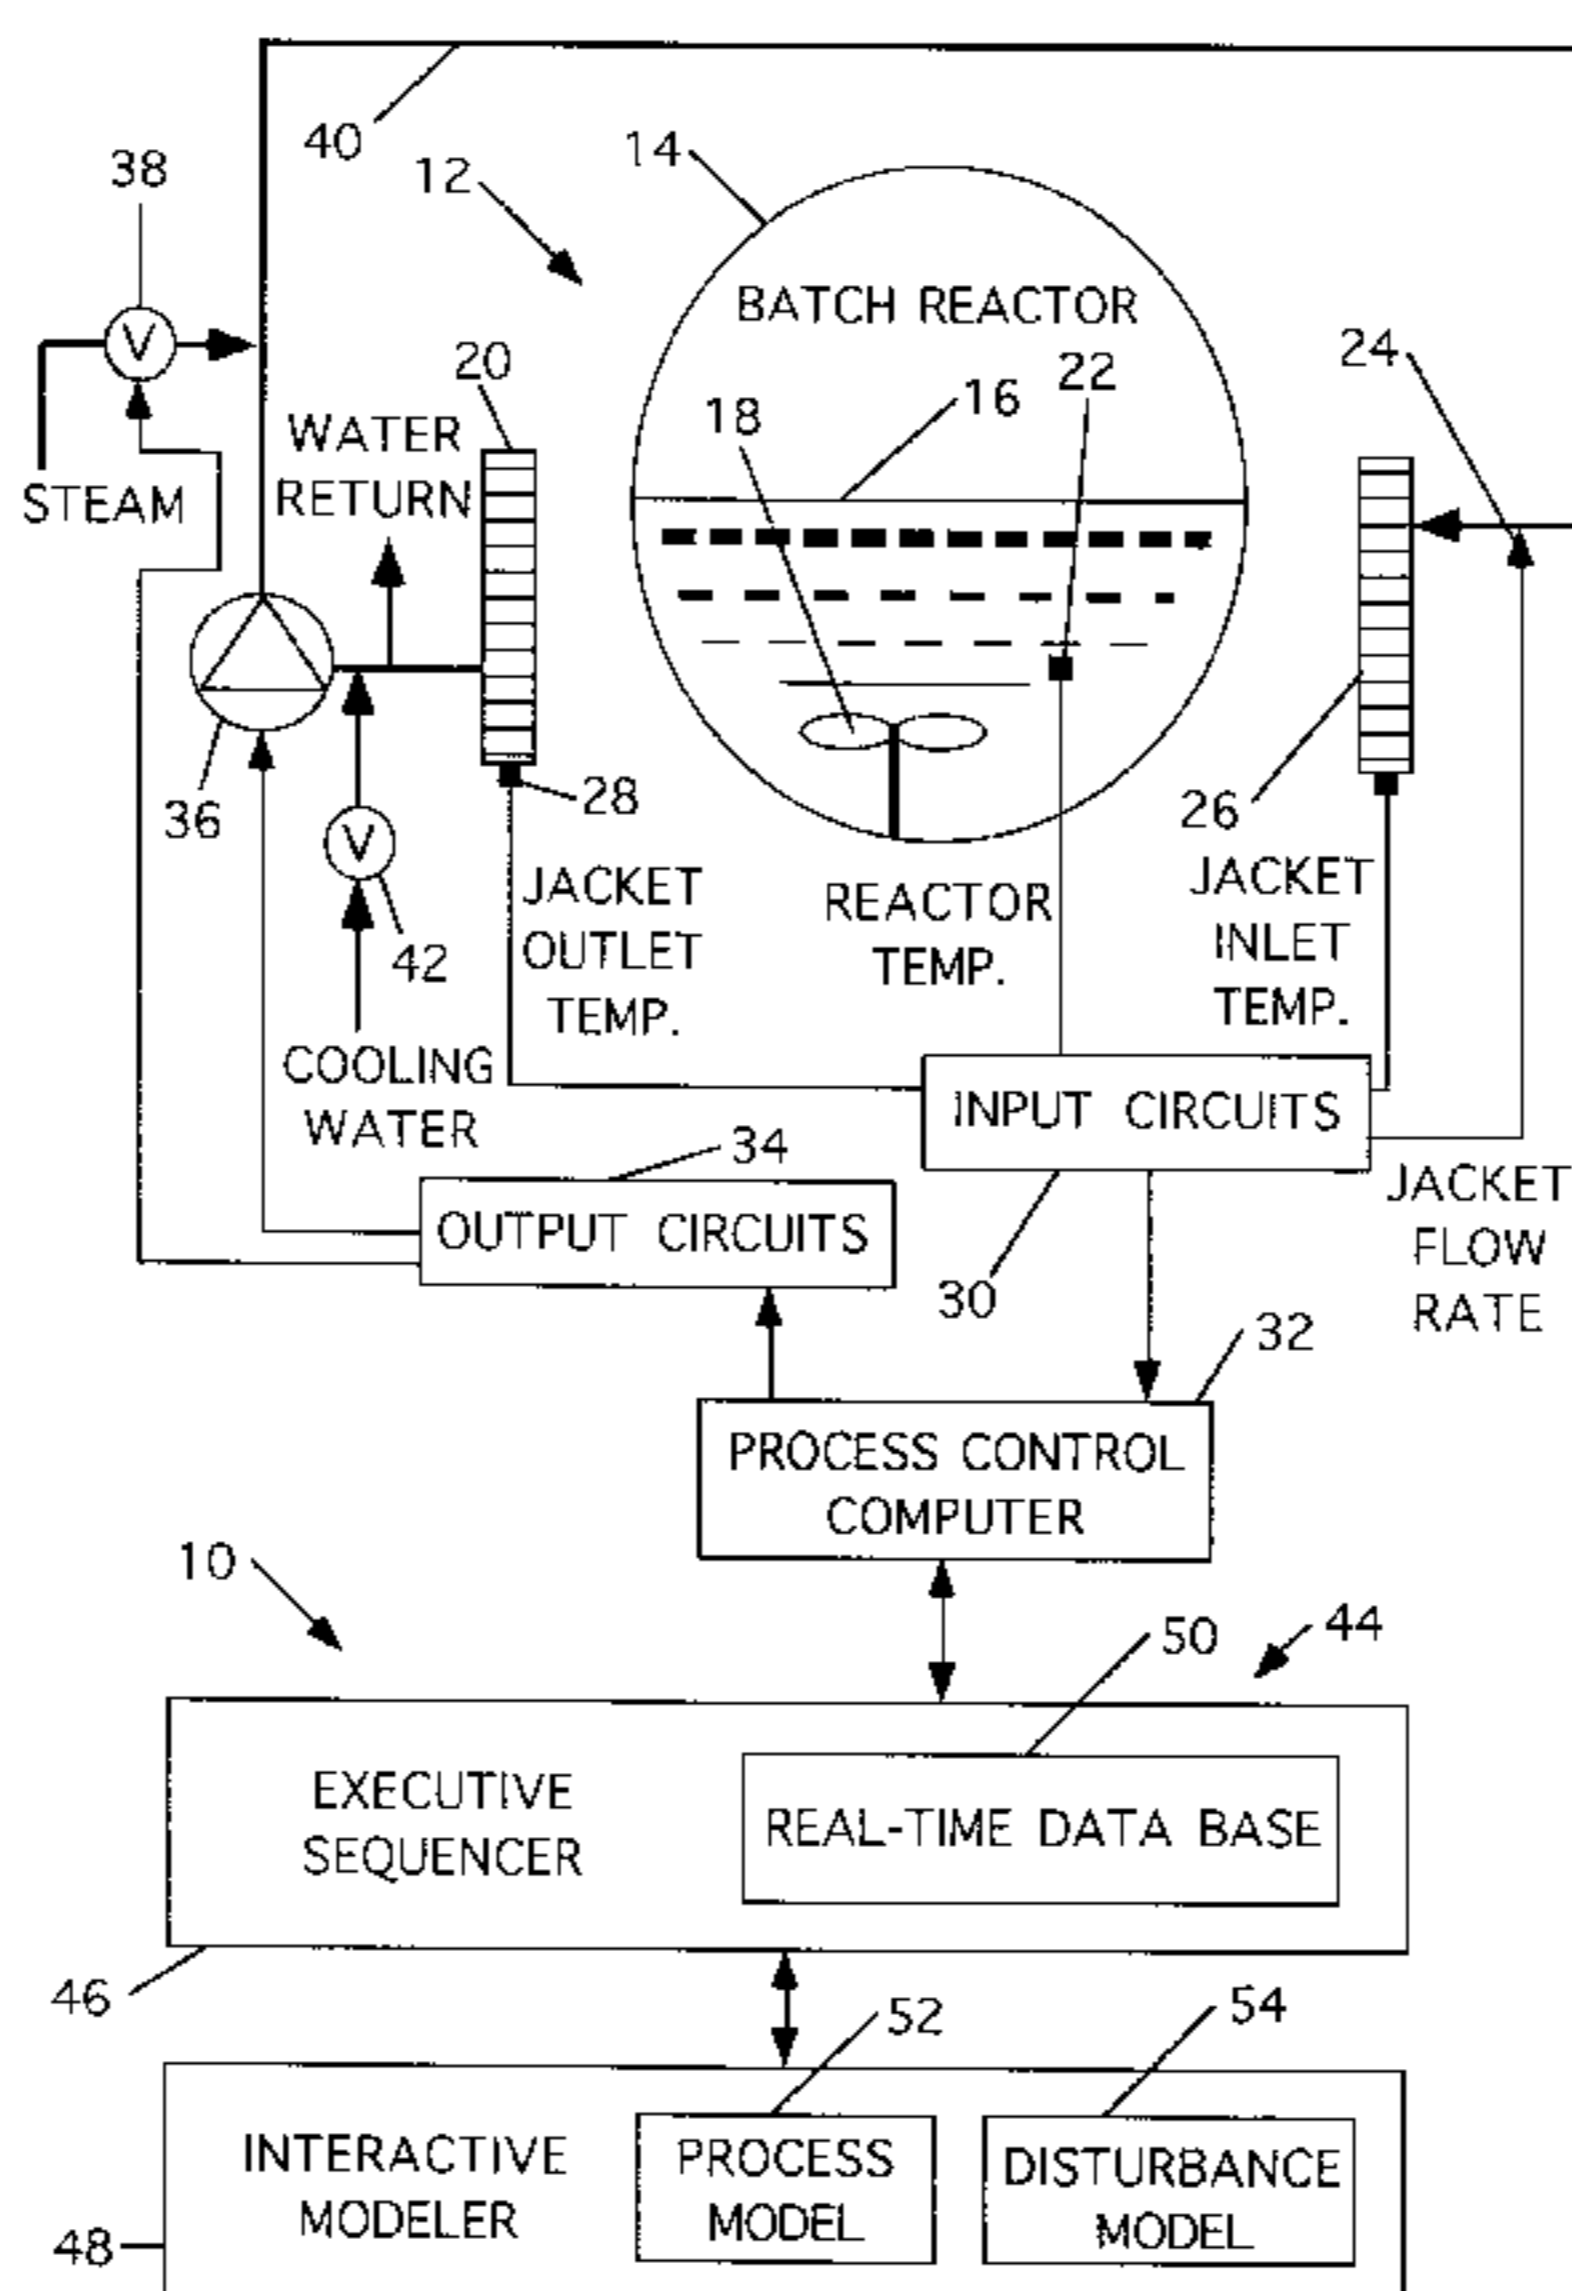 40
14
12
38
BATCH REACTOR
20
22
24
16
18
WATER
RETURN
V
STEAM
36
28
26
V
42
JACKET
OUTLET
TEMP.
REACTOR
TEMP.
JACKET
INLET
TEMP.
COOLING
WATER
INPUT CIRCUITS
34
OUTPUT CIRCUITS
JACKET
FLOW
RATE
30
32
PROCESS CONTROL
COMPUTER
10
50
44
EXECUTIVE
SEQUENCER
REAL-TIME DATA BASE
46
52
54
INTERACTIVE
MODELER
PROCESS
MODEL
DISTURBANCE
MODEL
48